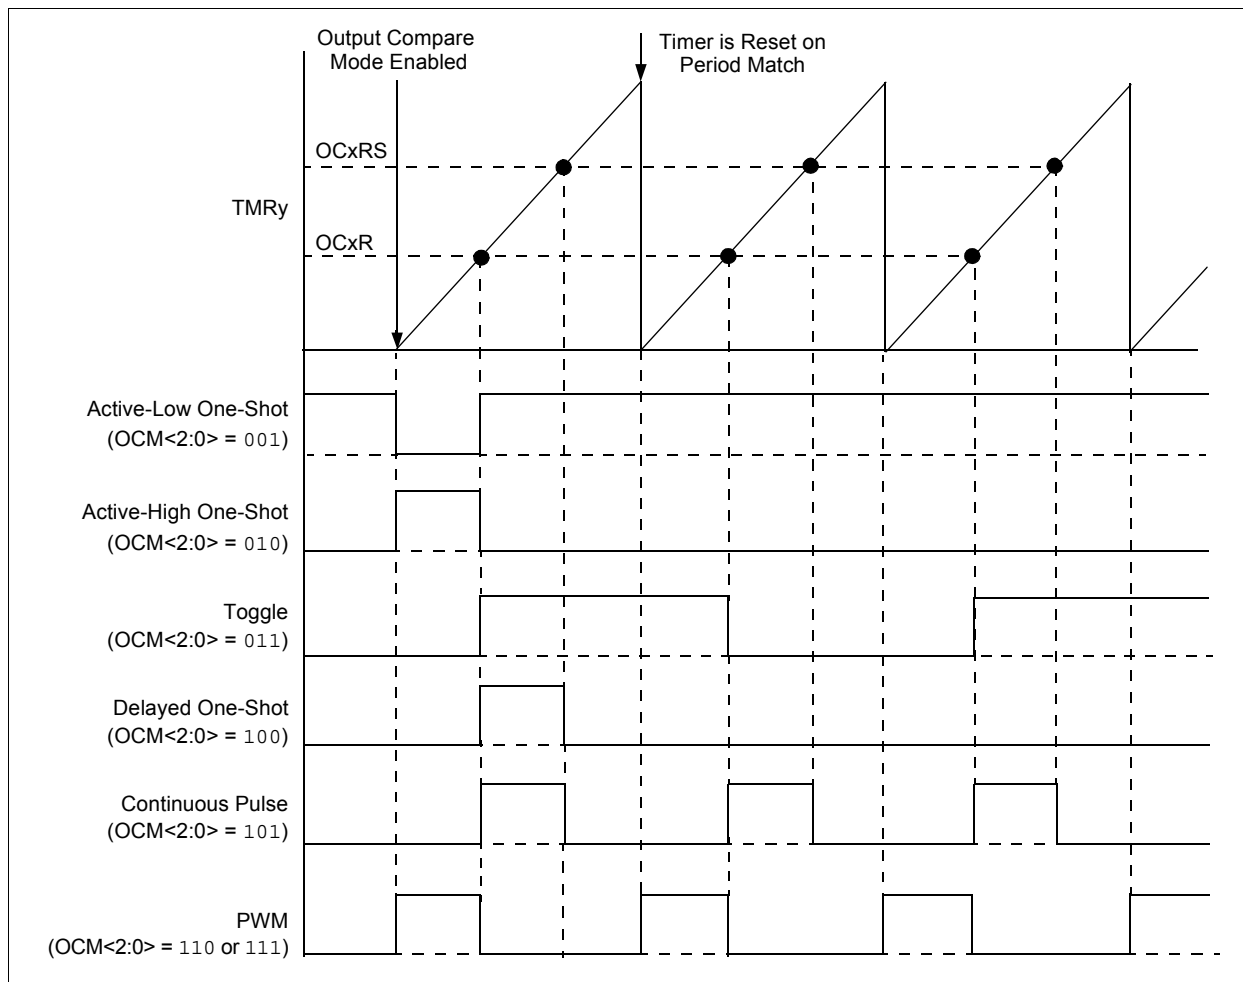 Output Compare
Mode Enabled
Timer is Reset on
Period Match
OCxRS
TMRy
OCxR
Active-Low One-Shot
(OCM<2:0> = 001)
Active-High One-Shot
(OCM<2:0> = 010)
Toggle
(OCM<2:0> = 011)
Delayed One-Shot
(OCM<2:0> = 100)
Continuous Pulse
(OCM<2:0> = 101)
PWM
(OCM<2:0> = 110 or 111)